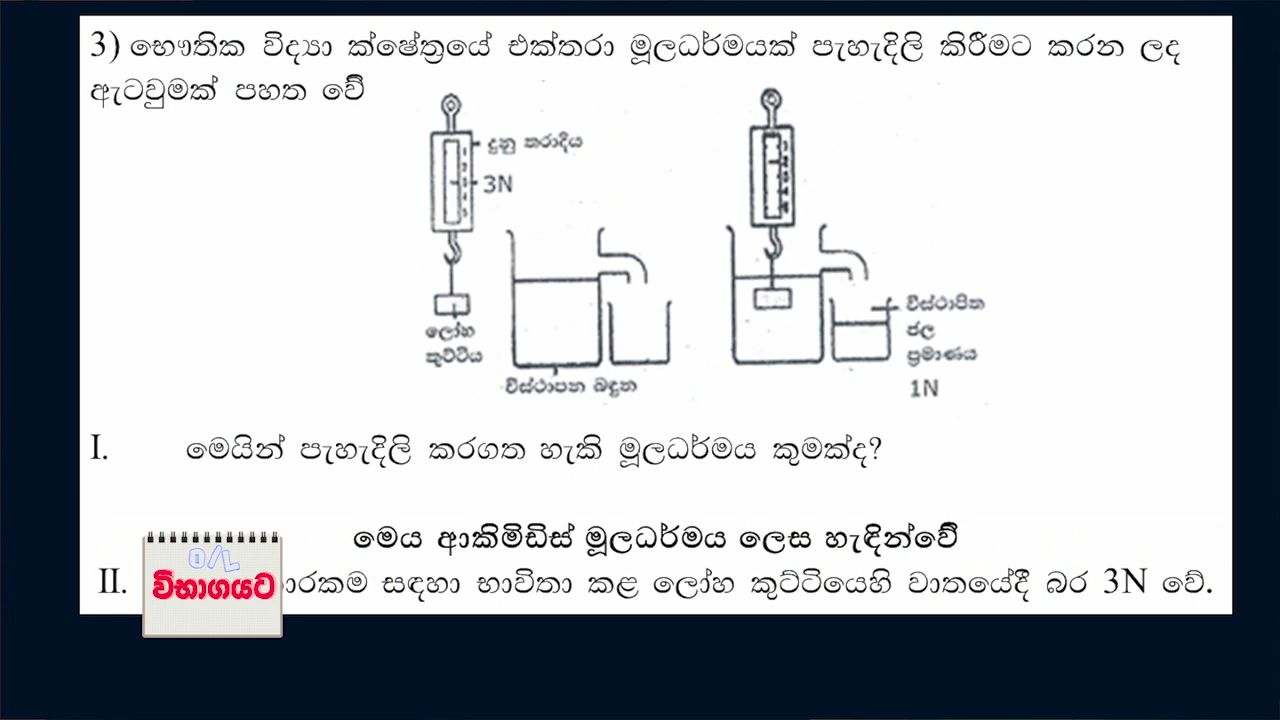 3) භෞතික විද්‍යා ක්ෂේත්‍රයේ එක්තරා මූලධර්මයක් පැහැදිලි කිරීමට කරන ලද
ඇටවුමක් පහත වේ
දුනු තරාදිය
3N
ලෝහ
කුට්ටිය
විස්ථාපන බඳුන
විස්ථාපිත
ජල
ප්‍රමාණය
1N
I. මෙයින් පැහැදිලි කරගත හැකි මූලධර්මය කුමක්ද?
මෙය ආකිමිඩිස් මූලධර්මය ලෙස හැඳින්වේ
O/L
විභාගයට
II. සඳහා භාවිතා කළ ලෝහ කුට්ටියෙහි වාතයේදී බර 3N වේ.